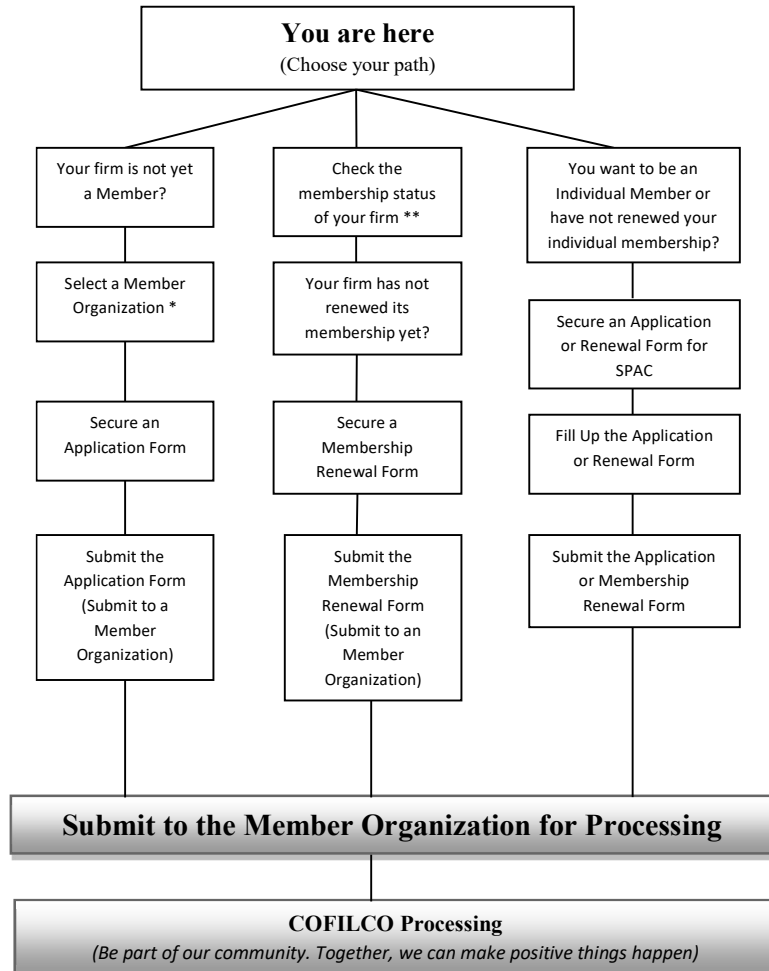 You are here
(Choose your path)
Your firm is not yet
a Member?
Select a Member
Organization *
Secure an
Application Form
Submit the
Application Form
(Submit to a
Member
Organization)
Check the
membership status
of your firm **
Your firm has not
renewed its
membership yet?
Secure a
Membership
Renewal Form
Submit the
Membership
Renewal Form
(Submit to an
Member
Organization)
You want to be an
Individual Member or
have not renewed your
individual membership?
Secure an Application
or Renewal Form for
SPAC
Fill Up the Application
or Renewal Form
Submit the Application
or Membership
Renewal Form
Submit to the Member Organization for Processing
COFILCO Processing
(Be part of our community. Together, we can make positive things happen)